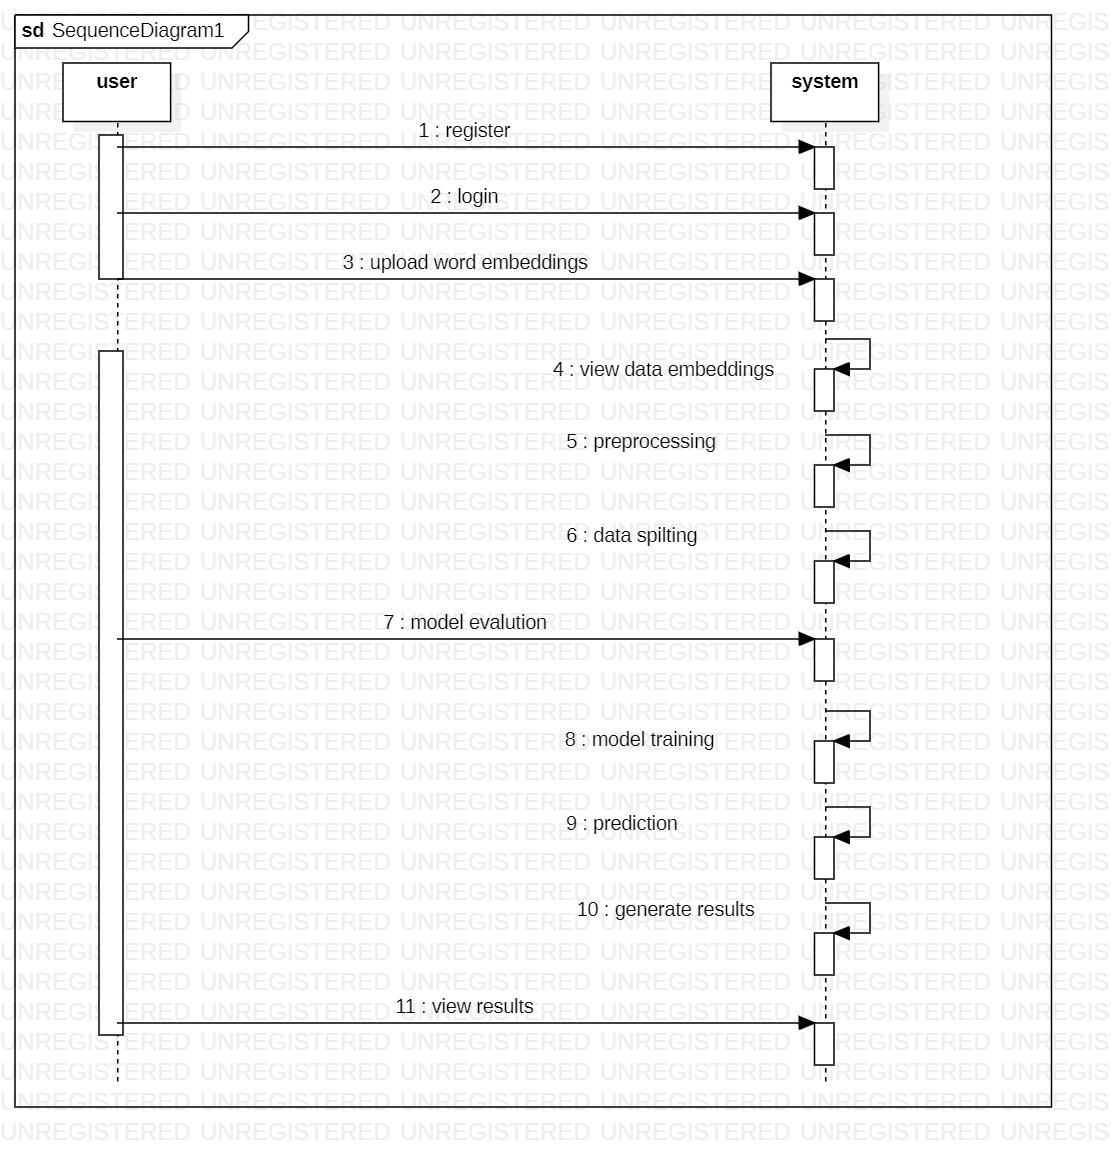 sd SequenceDiagram1
user
system
1 : register
2 : login
3 : upload word embeddings
4 : view data embeddings
5 : preprocessing
6 : data spilting
7 : model evalution
8 : model training
9 : prediction
10 : generate results
11 : view results
UNREGISTERED